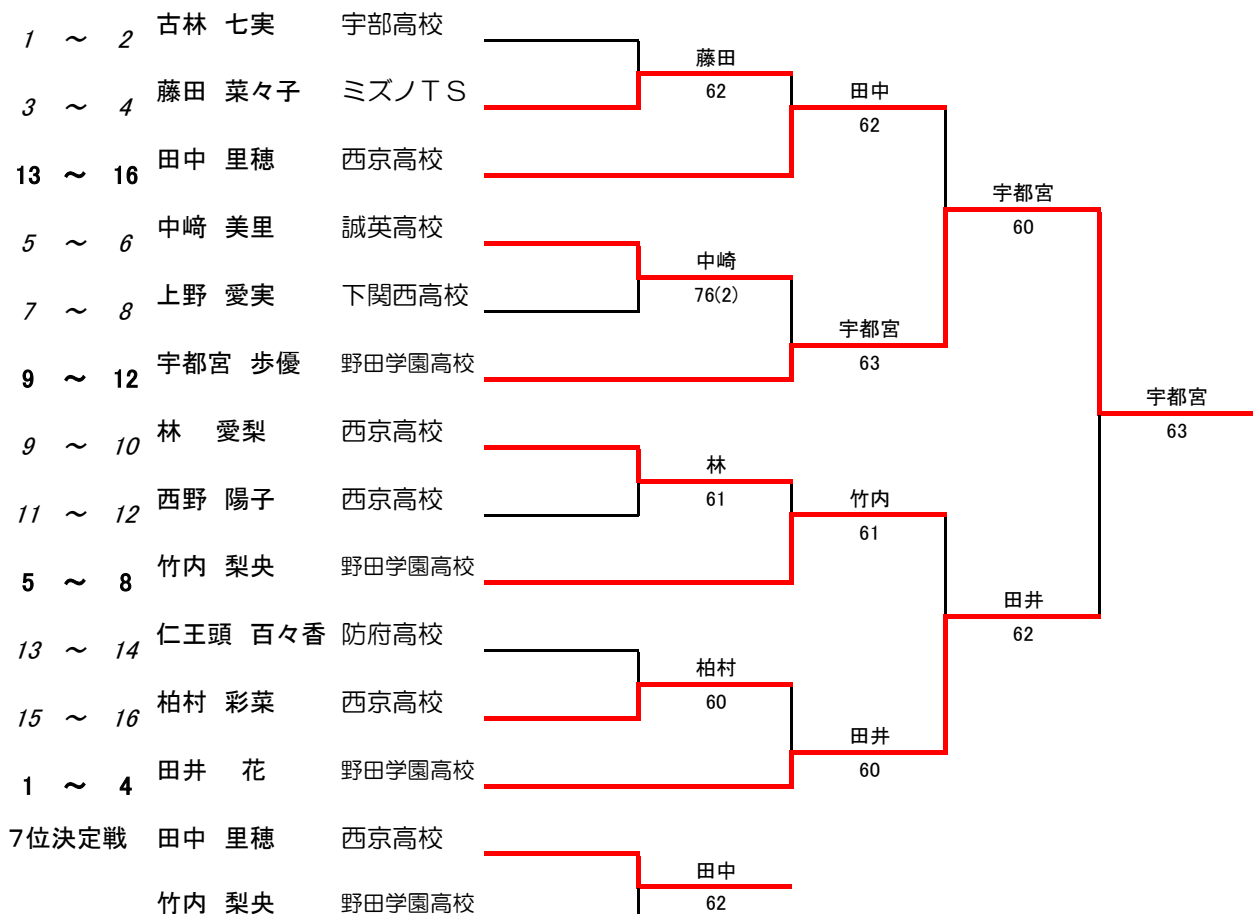 1 ～ 2 古林 七実 宇部高校
藤田
62
3 ～ 4 藤田 菜々子 ミズノＴＳ
田中
62
13 ～ 16 田中 里穂 西京高校
宇都宮
60
5 ～ 6 中﨑 美里 誠英高校
中崎
76(2)
7 ～ 8 上野 愛実 下関西高校
宇都宮
63
9 ～ 12 宇都宮 歩優 野田学園高校
宇都宮
63
9 ～ 10 林 愛梨 西京高校
林
61
11 ～ 12 西野 陽子 西京高校
竹内
61
5 ～ 8 竹内 梨央 野田学園高校
田井
62
13 ～ 14 仁王頭 百々香 防府高校
柏村
60
15 ～ 16 柏村 彩菜 西京高校
田井
60
1 ～ 4 田井 花 野田学園高校
7位決定戦 田中 里穂 西京高校
田中
62
竹内 梨央 野田学園高校